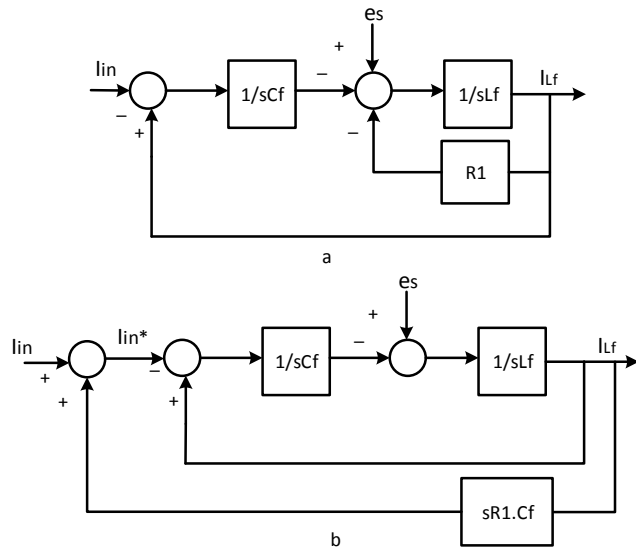 es
+
Iin
−
1/sCf
1/sLf
ILf
−
+
−
R1
a
es
+
Iin
Iin*
−
ILf
+
−
1/sCf
1/sLf
+
+
sR1.Cf
b